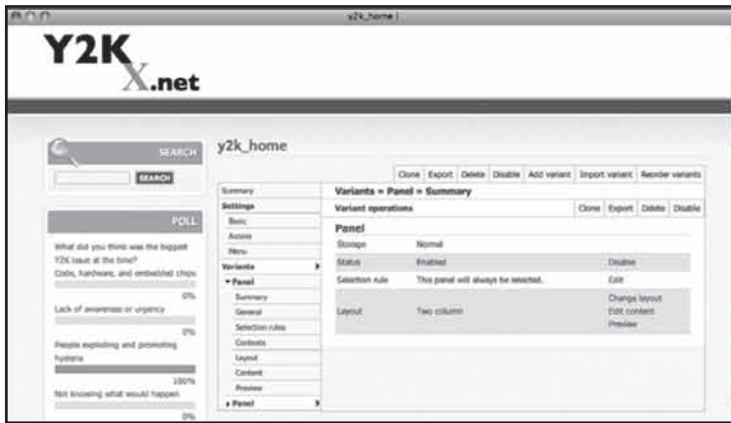 y2k_home |
Y2K
X.net
SEARCH
SEARCH
POLL
What did you think was the biggest
Y2K issue at the time?
Code, hardware, and embedded chips
0%
Lack of awareness or urgency
0%
People exploiting and promoting
hysteria
100%
Not knowing what would happen
0%
y2k_home
Clone Export Delete Disable Add variant Import variant Reorder variants
Summary
Settings
Basic
Access
Menu
Variants
Panel
Summary
General
Selection rules
Contexts
Layout
Content
Preview
Panel
Variants » Panel » Summary
Variant operations Clone Export Delete Disable
Panel
Storage Normal
Status Enabled Disable
Selection rule This panel will always be selected. Edit
Layout Two column Change layout
Edit content
Preview